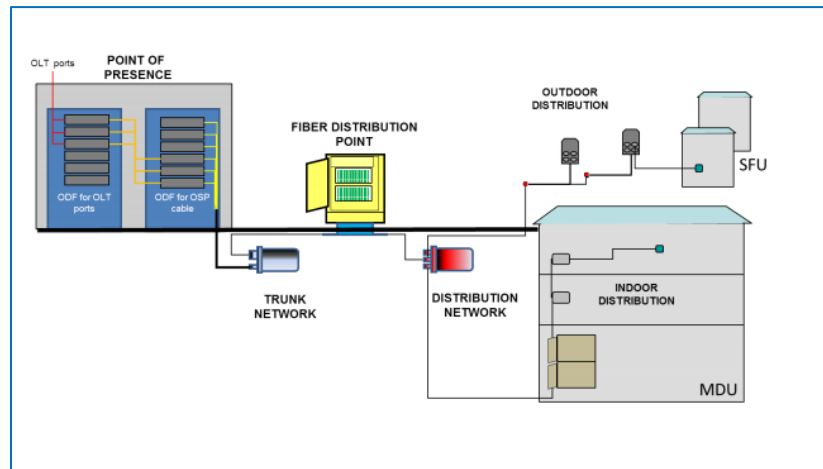 POINT OF
PRESENCE
OLT ports
ODF for OLT
ports
ODF for OSP
cable
FIBER DISTRIBUTION
POINT
OUTDOOR
DISTRIBUTION
SFU
TRUNK
NETWORK
DISTRIBUTION
NETWORK
INDOOR
DISTRIBUTION
MDU